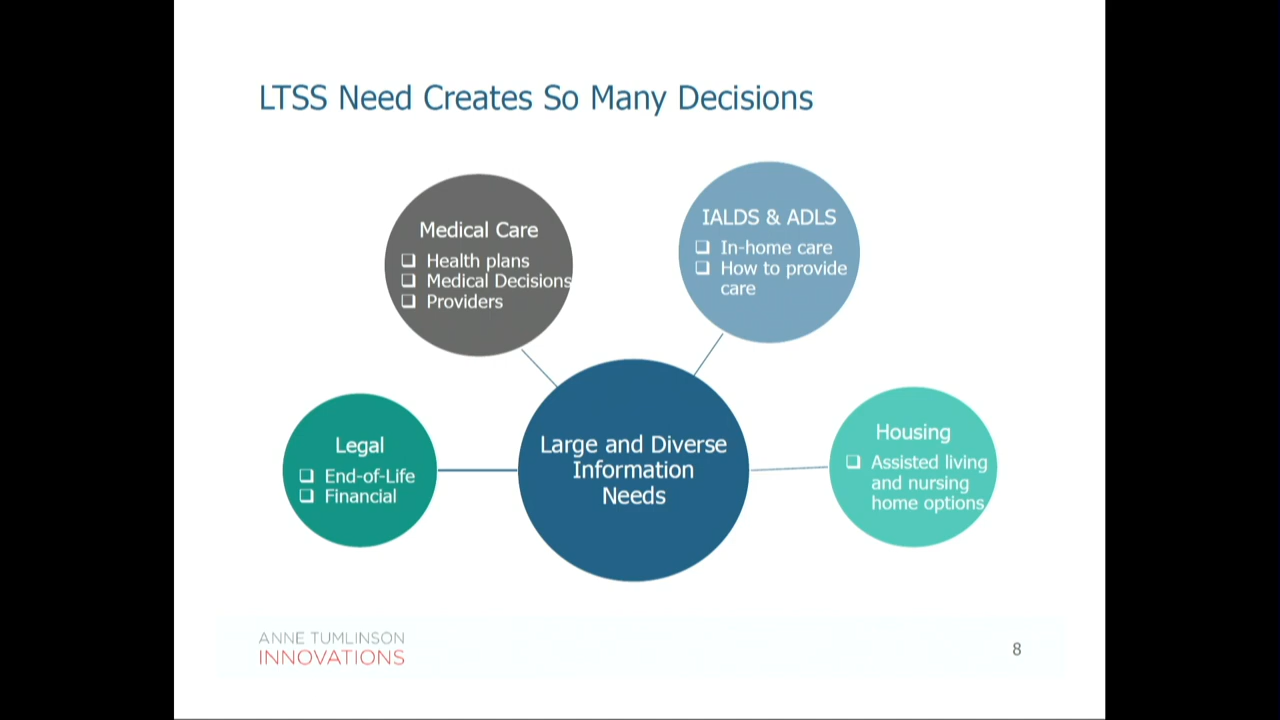 LTSS Need Creates So Many Decisions
Medical Care
❑ Health plans
❑ Medical Decisions
❑ Providers
IALDS & ADLS
❑ In-home care
❑ How to provide
care
Legal
❑ End-of-Life
❑ Financial
Large and Diverse
Information
Needs
Housing
❑ Assisted living
and nursing
home options
ANNE TUMLINSON
INNOVATIONS
8